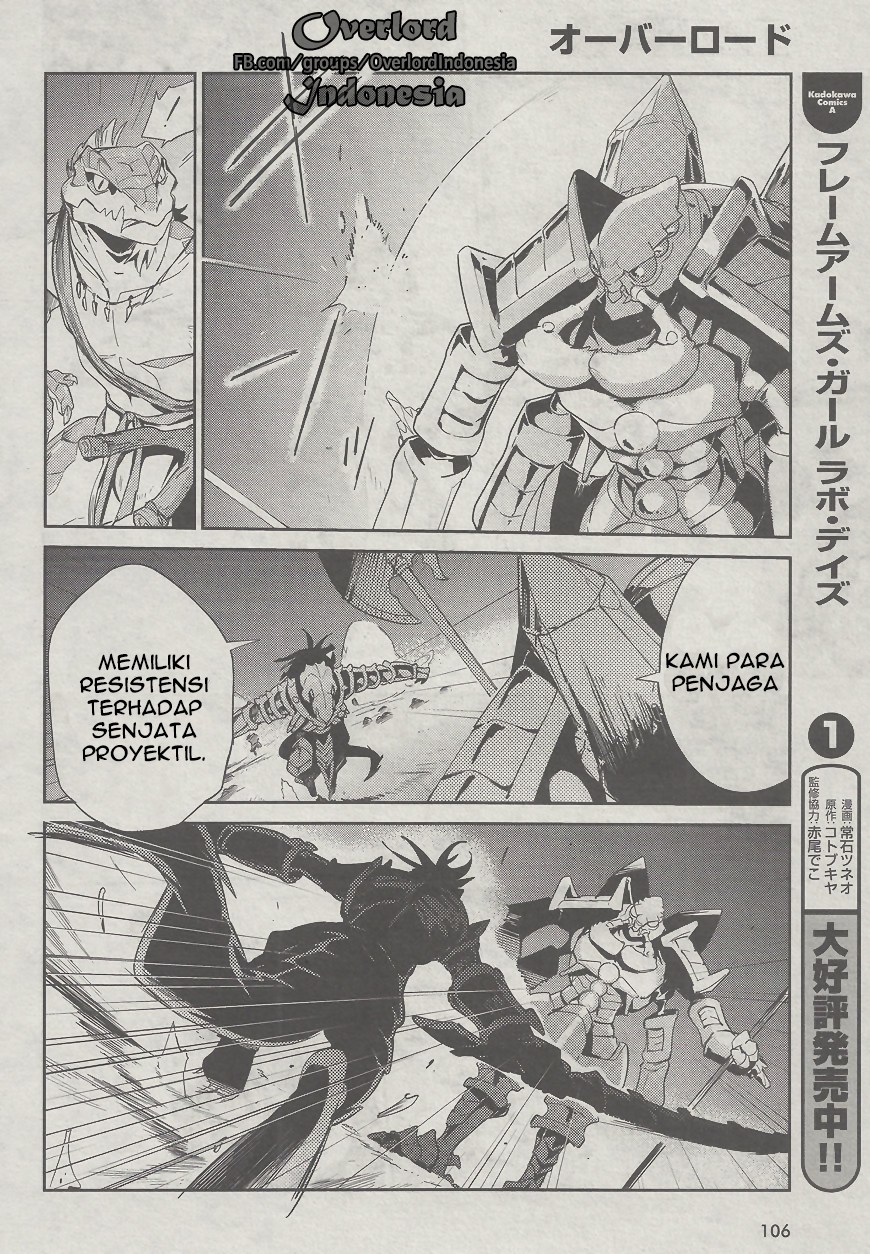 Overlord
FB.com/groups/OverlordIndonesia
Indonesia
オーバーロード
Kadokawa
Comics
A
フレームアームズ・ガール ラボ・デイズ
1
漫画:常石ツネオ
原作:コトブキヤ
監修協力:赤尾でこ
大好評発売中!!
!
KAMI PARA
PENJAGA
MEMILIKI
RESISTENSI
TERHADAP
SENJATA
PROYEKTIL.
106